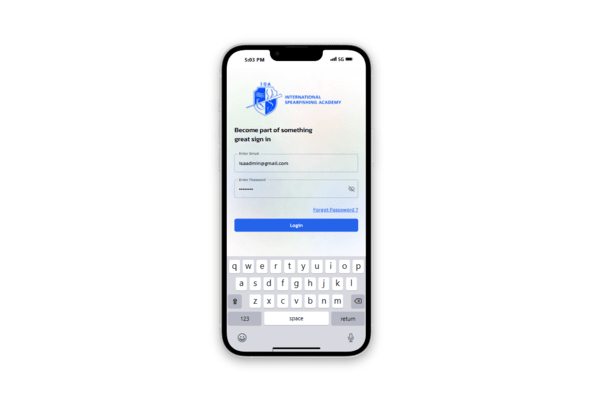 5:03 PM
5G
ISA
INTERNATIONAL
SPEARFISHING ACADEMY
Become part of something
great sign in
Enter Email
isaadmin@gmail.com
Enter Password
••••••••
Forgot Password ?
Login
q w e r t y u i o p
a s d f g h j k l
z x c v b n m
123 space return